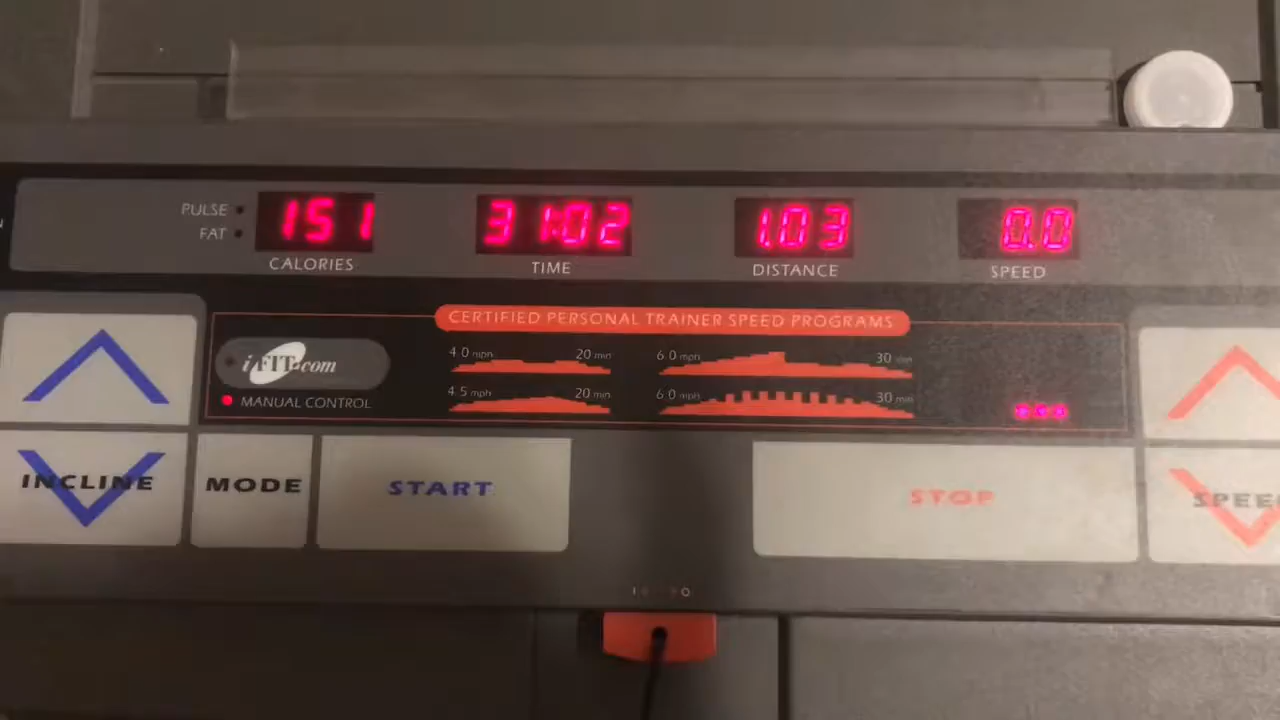 PULSE
FAT
151
31:02
1.03
0.0
CALORIES
TIME
DISTANCE
SPEED
CERTIFIED PERSONAL TRAINER SPEED PROGRAMS
iFIT.com
MANUAL CONTROL
4.0 mph 20 min
6.0 mph 30 min
4.5 mph 20 min
6.0 mph 30 min
INCLINE
MODE
START
STOP